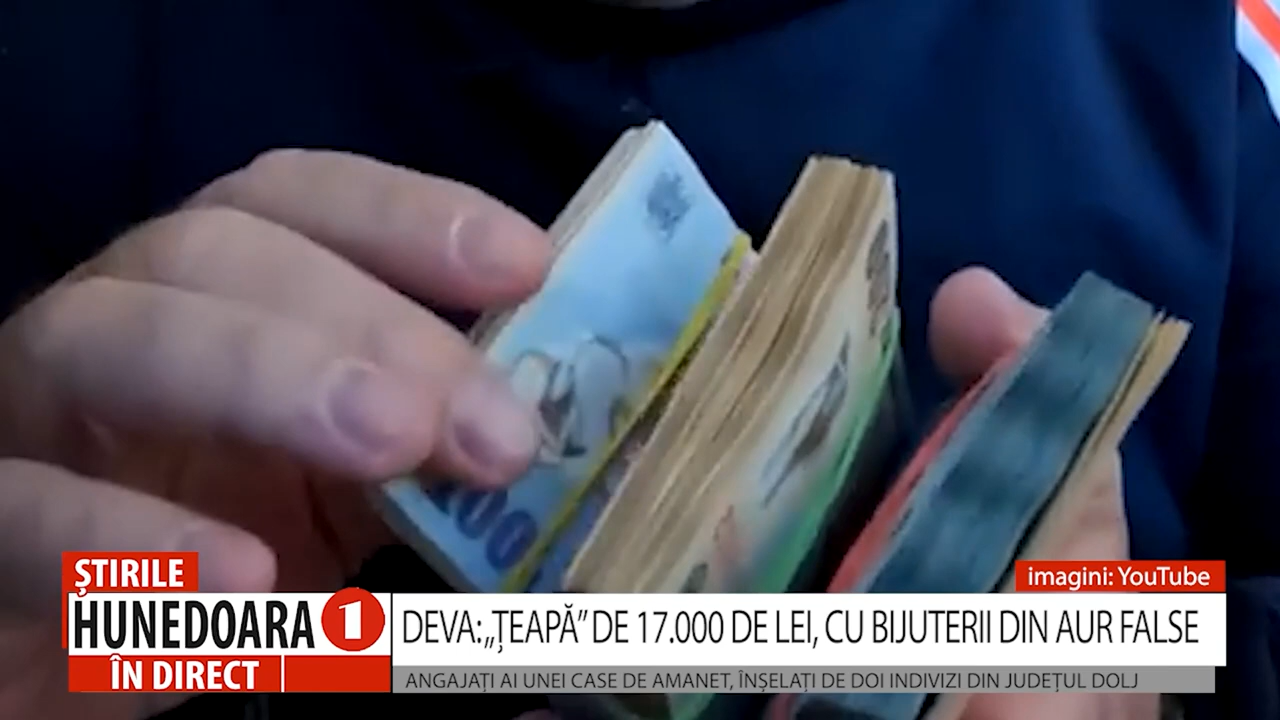 100
imagini: YouTube
ȘTIRILE
HUNEDOARA 1
ÎN DIRECT
DEVA: „ȚEAPĂ” DE 17.000 DE LEI, CU BIJUTERII DIN AUR FALSE
ANGAJAȚI AI UNEI CASE DE AMANET, ÎNȘELAȚI DE DOI INDIVIZI DIN JUDEȚUL DOLJ